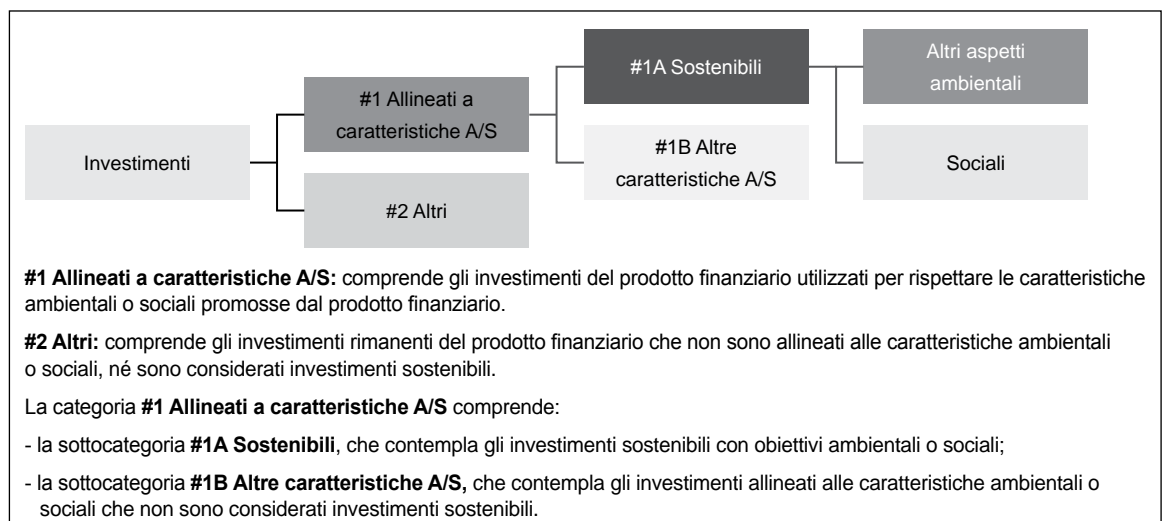 Investimenti
#1 Allineati a
caratteristiche A/S
#2 Altri
#1A Sostenibili
#1B Altre
caratteristiche A/S
Altri aspetti
ambientali
Sociali
#1 Allineati a caratteristiche A/S: comprende gli investimenti del prodotto finanziario utilizzati per rispettare le caratteristiche
ambientali o sociali promosse dal prodotto finanziario.
#2 Altri: comprende gli investimenti rimanenti del prodotto finanziario che non sono allineati alle caratteristiche ambientali
o sociali, né sono considerati investimenti sostenibili.
La categoria #1 Allineati a caratteristiche A/S comprende:
- la sottocategoria #1A Sostenibili, che contempla gli investimenti sostenibili con obiettivi ambientali o sociali;
- la sottocategoria #1B Altre caratteristiche A/S, che contempla gli investimenti allineati alle caratteristiche ambientali o
sociali che non sono considerati investimenti sostenibili.